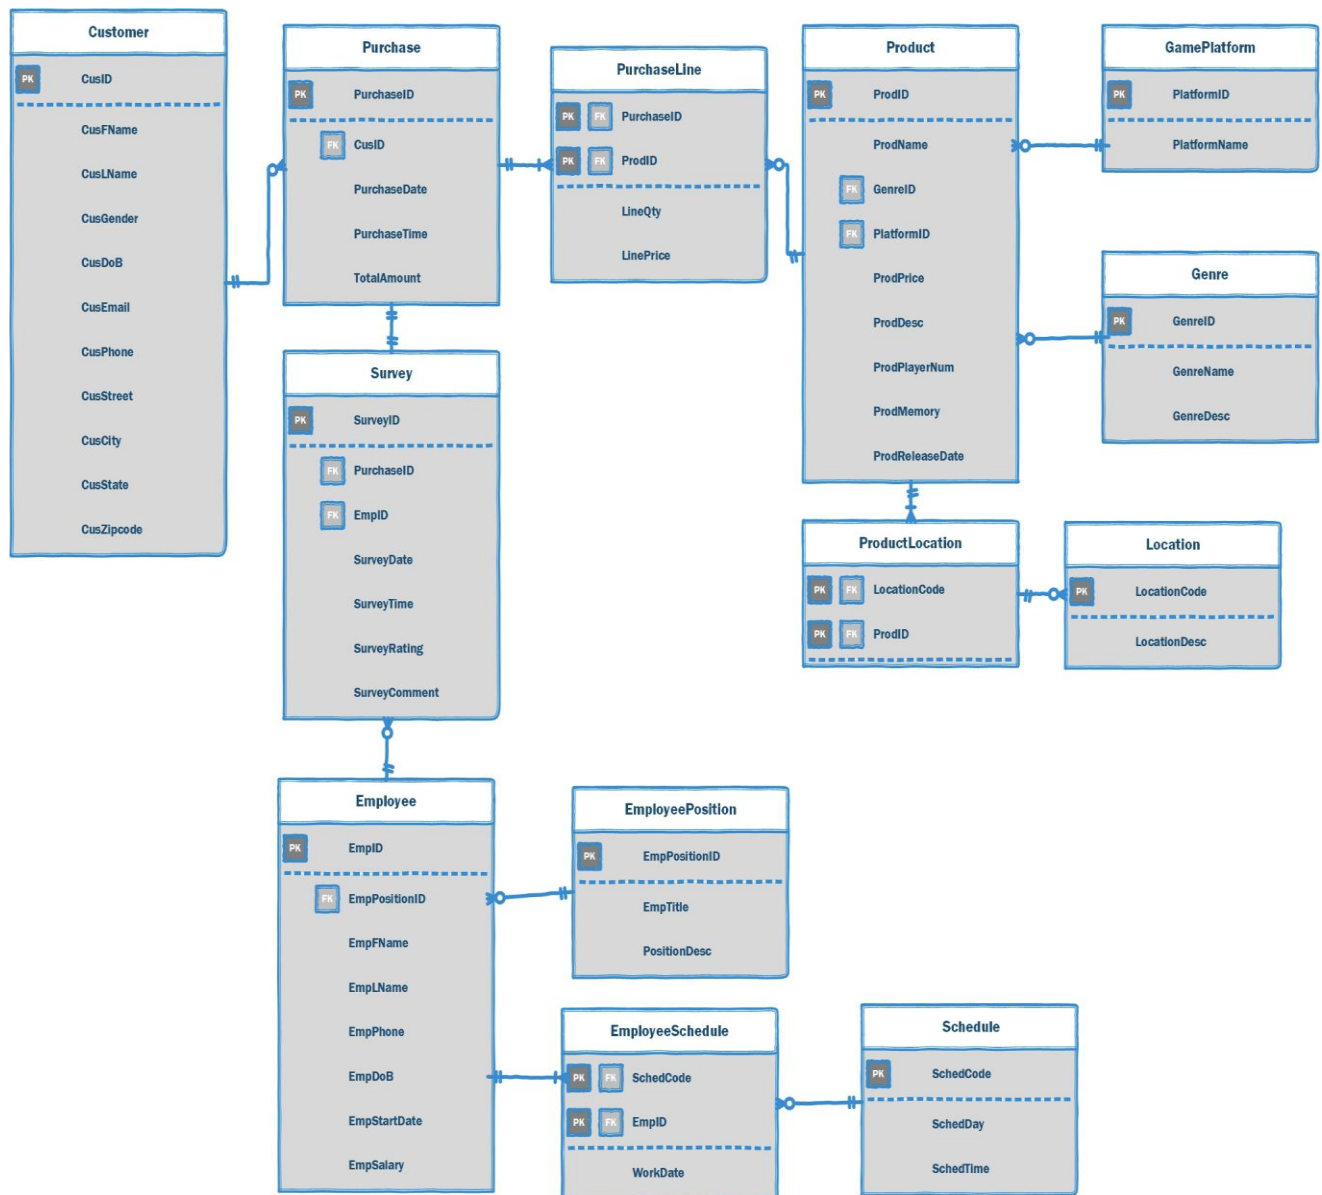 Customer
PK CusID
CusFName
CusLName
CusGender
CusDoB
CusEmail
CusPhone
CusStreet
CusCity
CusState
CusZipcode
Purchase
PK PurchaseID
FK CusID
PurchaseDate
PurchaseTime
TotalAmount
PurchaseLine
PK FK PurchaseID
PK FK ProdID
LineQty
LinePrice
Product
PK ProdID
ProdName
FK GenreID
FK PlatformID
ProdPrice
ProdDesc
ProdPlayerNum
ProdMemory
ProdReleaseDate
GamePlatform
PK PlatformID
PlatformName
Genre
PK GenreID
GenreName
GenreDesc
Survey
PK SurveyID
FK PurchaseID
FK EmpID
SurveyDate
SurveyTime
SurveyRating
SurveyComment
ProductLocation
PK FK LocationCode
PK FK ProdID
Location
PK LocationCode
LocationDesc
Employee
PK EmpID
FK EmpPositionID
EmpFName
EmpLName
EmpPhone
EmpDoB
EmpStartDate
EmpSalary
EmployeePosition
PK EmpPositionID
EmpTitle
PositionDesc
EmployeeSchedule
PK FK SchedCode
PK FK EmpID
WorkDate
Schedule
PK SchedCode
SchedDay
SchedTime